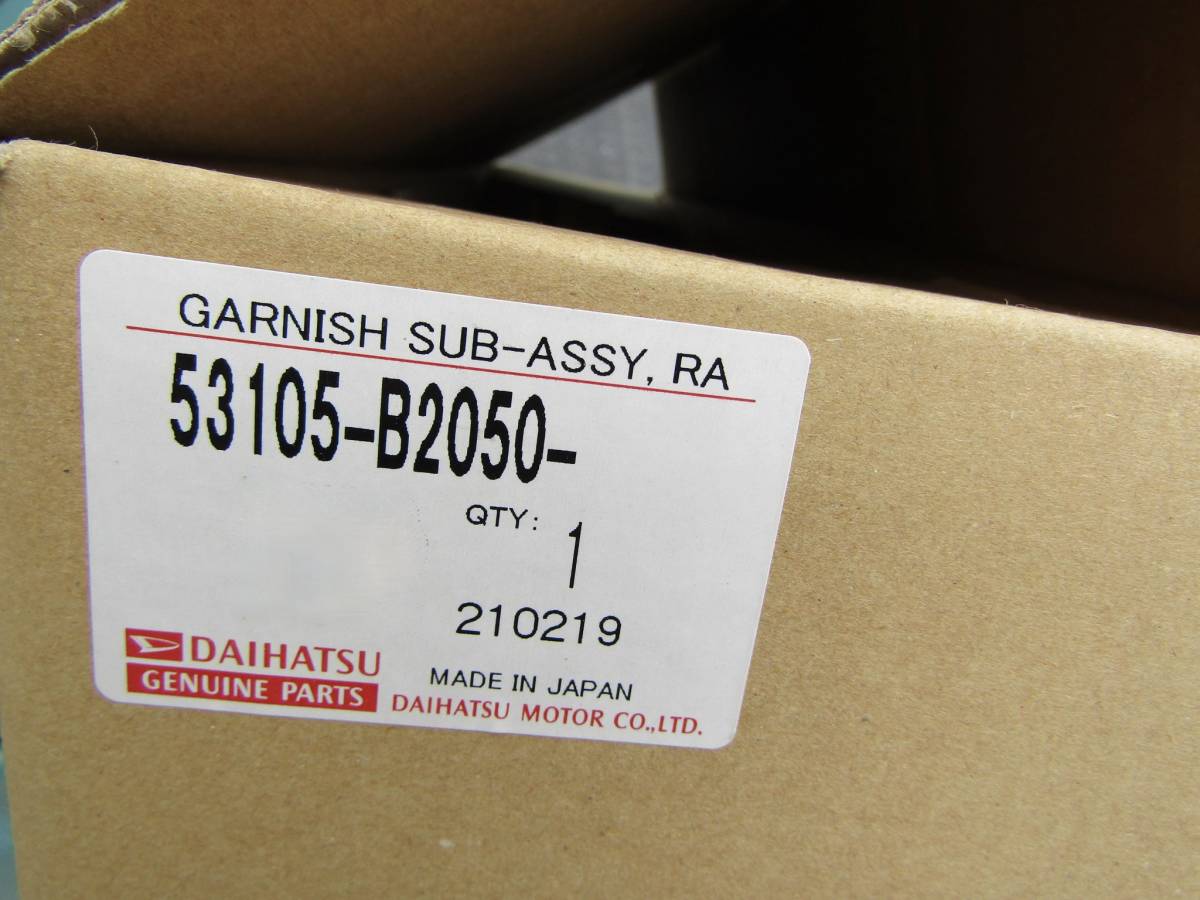 GARNISH SUB-ASSY, RA
53105-B2050-
QTY: 1
210219
DAIHATSU
GENUINE PARTS
MADE IN JAPAN
DAIHATSU MOTOR CO.,LTD.